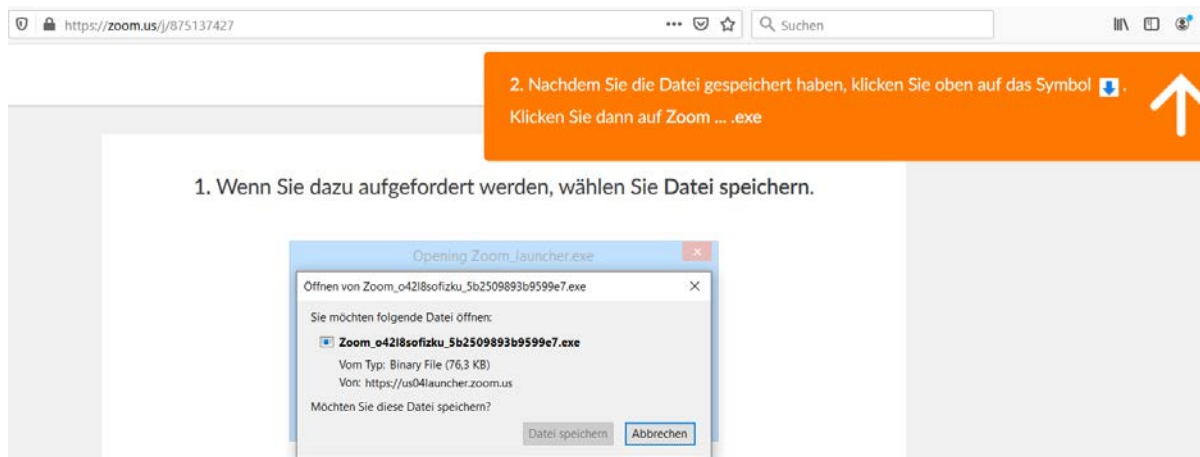 https://zoom.us/j/875137427
Suchen
2. Nachdem Sie die Datei gespeichert haben, klicken Sie oben auf das Symbol .
Klicken Sie dann auf Zoom ... .exe
1. Wenn Sie dazu aufgefordert werden, wählen Sie Datei speichern.
Opening Zoom_launcher.exe
Öffnen von Zoom_o42l8sofizku_5b2509893b9599e7.exe
Sie möchten folgende Datei öffnen:
Zoom_o42l8sofizku_5b2509893b9599e7.exe
Vom Typ: Binary File (76,3 KB)
Von: https://us04launcher.zoom.us
Möchten Sie diese Datei speichern?
Datei speichern Abbrechen